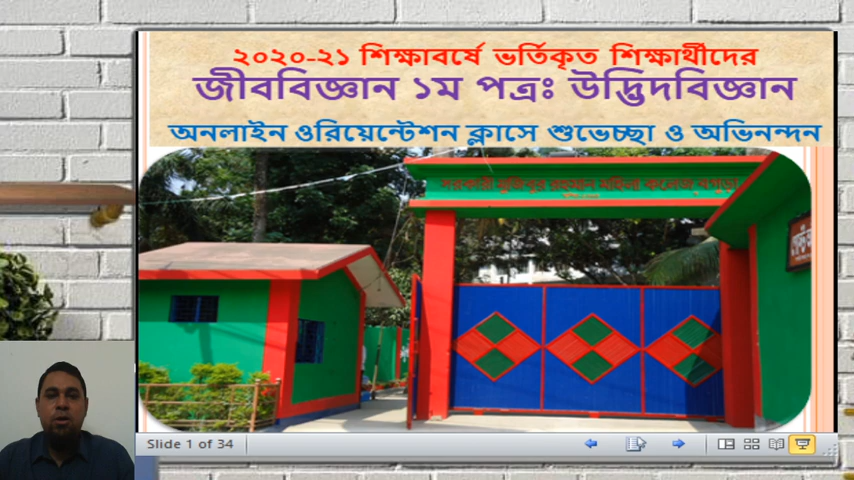 ২০২০-২১ শিক্ষাবর্ষে ভর্তিকৃত শিক্ষার্থীদের
জীববিজ্ঞান ১ম পত্রঃ উদ্ভিদবিজ্ঞান
অনলাইন ওরিয়েন্টেশন ক্লাসে শুভেচ্ছা ও অভিনন্দন
সরকারী মুজিবুর রহমান মহিলা কলেজ বগুড়া
Slide 1 of 34